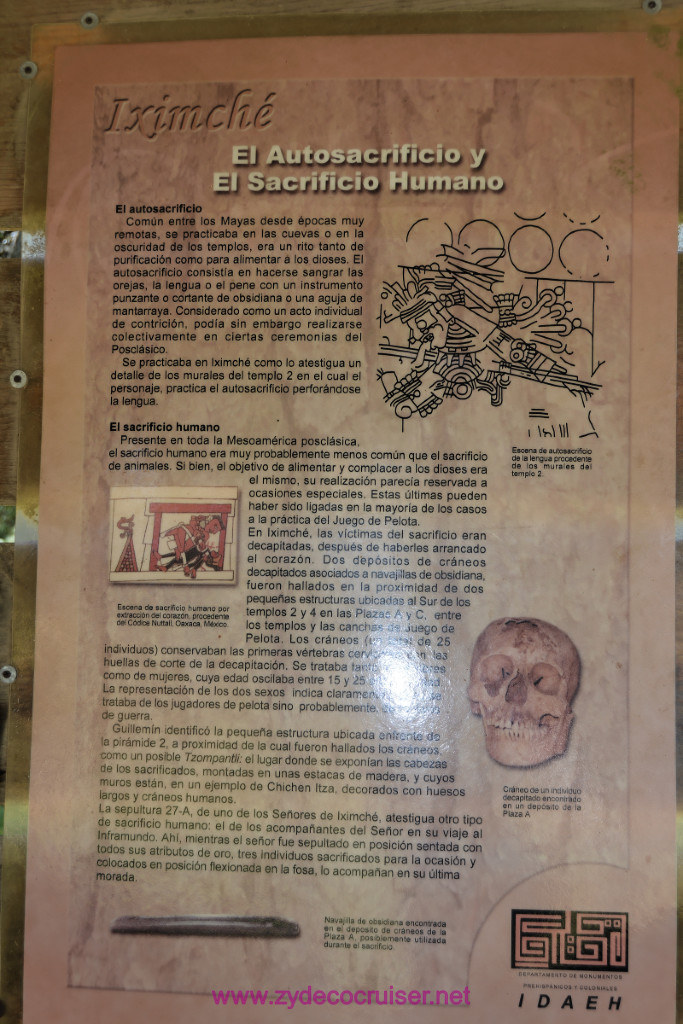 Iximché
El Autosacrificio y
El Sacrificio Humano
El autosacrificio
Común entre los Mayas desde épocas muy
remotas, se practicaba en las cuevas o en la
oscuridad de los templos, era un rito tanto de
purificación como para alimentar a los dioses. El
autosacrificio consistía en hacerse sangrar las
orejas, la lengua o el pene con un instrumento
punzante o cortante de obsidiana o una aguja de
mantarraya. Considerado como un acto individual
de contrición, podía sin embargo realizarse
colectivamente en ciertas ceremonias del
Posclásico.
Se practicaba en Iximché como lo atestigua un
detalle de los murales del templo 2 en el cual el
personaje, practica el autosacrificio perforándose
la lengua.
Escena de autosacrificio
de la lengua procedente
de los murales del
templo 2.
El sacrificio humano
Presente en toda la Mesoamérica posclásica,
el sacrificio humano era muy probablemente menos común que el sacrificio
de animales. Si bien, el objetivo de alimentar y complacer a los dioses era
el mismo, su realización parecía reservada a
ocasiones especiales. Estas últimas pueden
haber sido ligadas en la mayoría de los casos
a la práctica del Juego de Pelota.
En Iximché, las víctimas del sacrificio eran
decapitadas, después de haberles arrancado
el corazón. Dos depósitos de cráneos
decapitados asociados a navajillas de obsidiana,
fueron hallados en la proximidad de dos
pequeñas estructuras ubicadas al Sur de los
templos 2 y 4 en las Plazas A y C, entre
los templos y las canchas de Juego de
Pelota. Los cráneos de 25
individuos) conservaban las primeras vértebras las
huellas de corte de la decapitación. Se trataba
como de mujeres, cuya edad oscilaba entre 15 y 25
La representación de los dos sexos indica
trataba de los jugadores de pelota sino probablemente,
de guerra.
Guillemín identificó la pequeña estructura ubicada enfrente de
la pirámide 2, a proximidad de la cual fueron hallados los cráneos,
como un posible Tzompantli: el lugar donde se exponían las cabezas
de los sacrificados, montadas en unas estacas de madera, y cuyos
muros están, en un ejemplo de Chichen Itza, decorados con huesos
largos y cráneos humanos.
La sepultura 27-A, de uno de los Señores de Iximché, atestigua otro tipo
de sacrificio humano: el de los acompañantes del Señor en su viaje al
Inframundo. Ahí, mientras el señor fue sepultado en posición sentada con
todos sus atributos de oro, tres individuos sacrificados para la ocasión y
colocados en posición flexionada en la fosa, lo acompañan en su última
morada.
Escena de sacrificio humano por
extracción del corazón, procedente
del Códice Nuttall, Oaxaca, México.
Cráneo de un individuo
decapitado encontrado
en un depósito de la
Plaza A
Navajilla de obsidiana encontrada
en el depósito de cráneos de la
Plaza A, posiblemente utilizada
durante el sacrificio.
DEPARTAMENTO DE MONUMENTOS
PREHISPÁNICOS Y COLONIALES
IDAEH
www.zydecocruiser.net